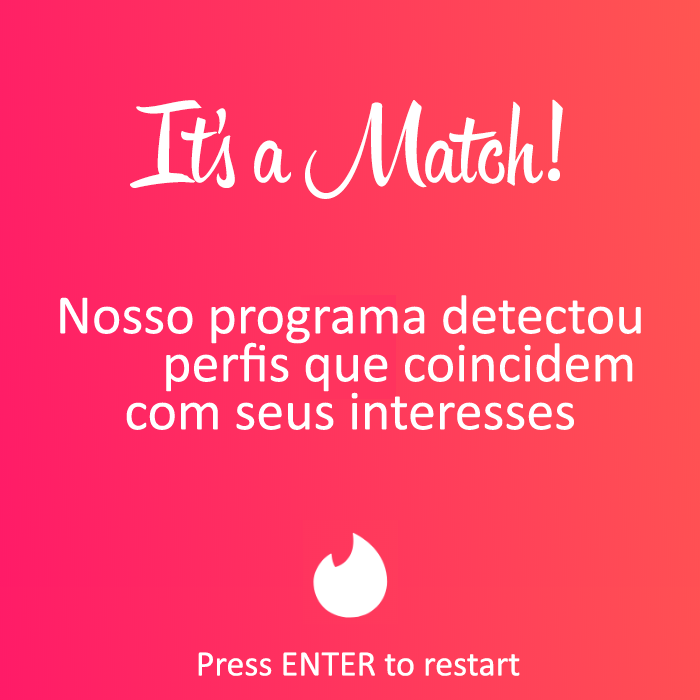 It's a Match!
Nosso programa detectou
perfis que coincidem
com seus interesses
Press ENTER to restart